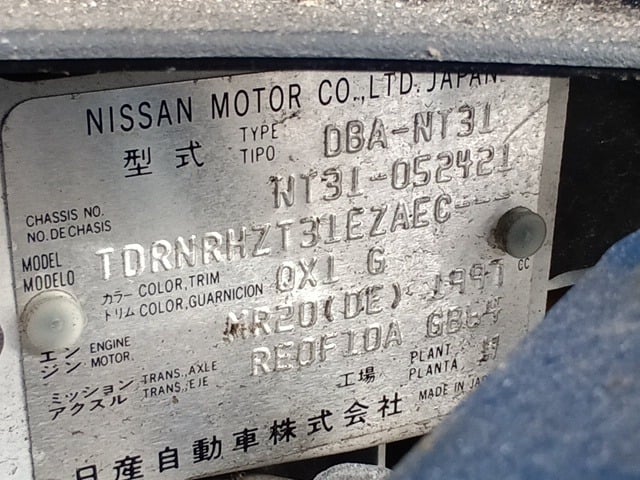 NISSAN MOTOR CO.,LTD. JAPAN.
型式 TYPE TIPO DBA-NT31
CHASSIS NO. NO. DE CHASIS NT31-052421
MODEL MODELO TDRNRHZT31EZAEC----
カラー COLOR, TRIM トリム COLOR, GUARNICION QX1 G
エンジン ENGINE MOTOR. MR20(DE) 1997 CC
ミッション アクスル TRANS., AXLE TRANS., EJE RE0F10A GB64
工場 PLANT PLANTA
日産自動車株式会社 MADE IN